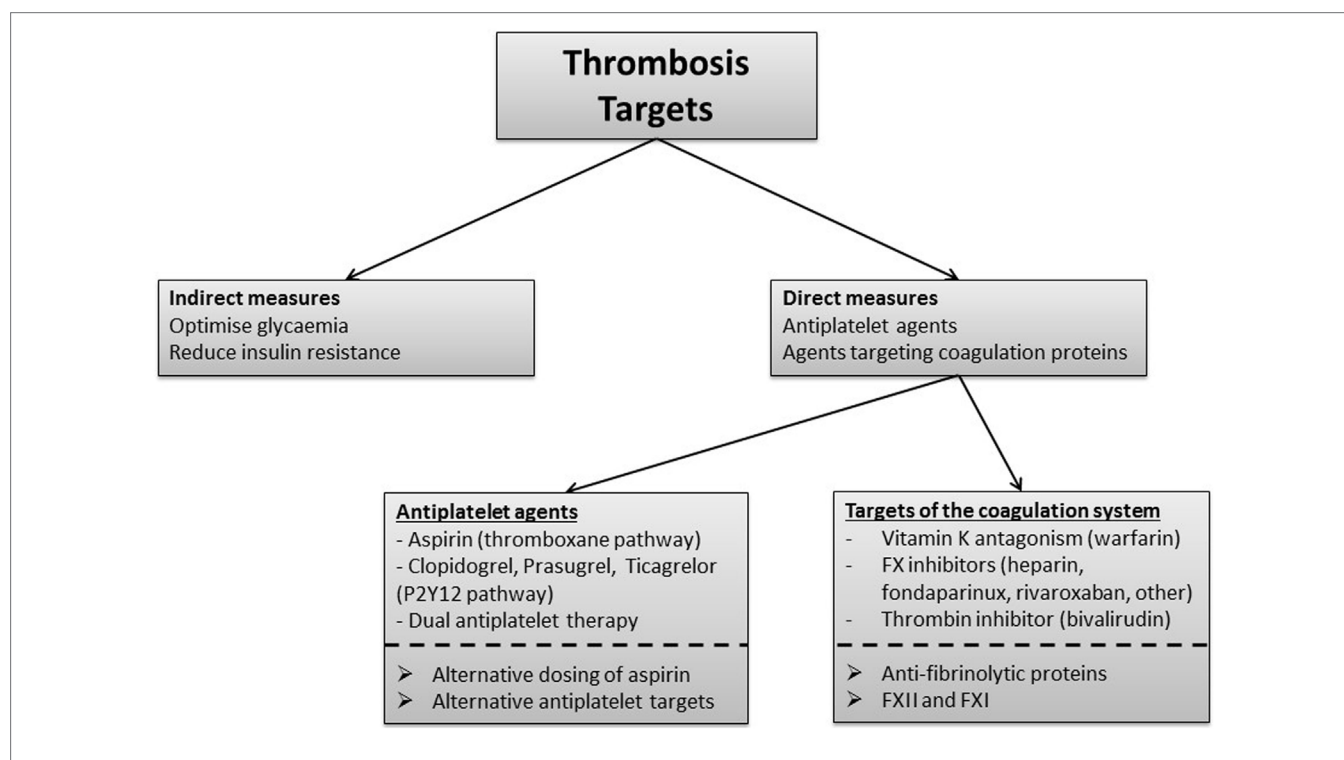 Thrombosis
Targets
Indirect measures
Optimise glycaemia
Reduce insulin resistance
Direct measures
Antiplatelet agents
Agents targeting coagulation proteins
Antiplatelet agents
- Aspirin (thromboxane pathway)
- Clopidogrel, Prasugrel, Ticagrelor
(P2Y12 pathway)
- Dual antiplatelet therapy
➢ Alternative dosing of aspirin
➢ Alternative antiplatelet targets
Targets of the coagulation system
- Vitamin K antagonism (warfarin)
- FX inhibitors (heparin,
fondaparinux, rivaroxaban, other)
- Thrombin inhibitor (bivalirudin)
➢ Anti-fibrinolytic proteins
➢ FXII and FXI